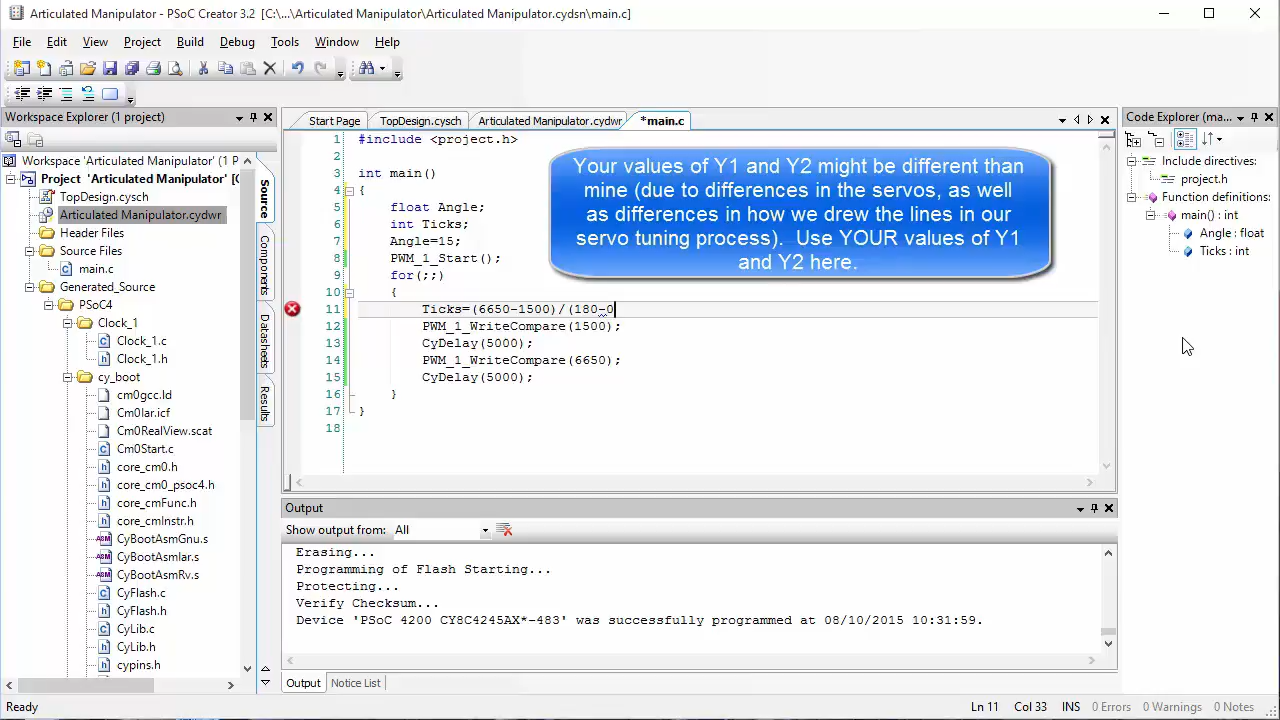 Articulated Manipulator - PSoC Creator 3.2 [C:\...\Articulated Manipulator\Articulated Manipulator.cydsn\main.c]
File Edit View Project Build Debug Tools Window Help
Workspace Explorer (1 project)
Workspace 'Articulated Manipulator' (1 P
Project 'Articulated Manipulator' [C
TopDesign.cysch
Articulated Manipulator.cydwr
Header Files
Source Files
main.c
Generated_Source
PSoC4
Clock_1
Clock_1.c
Clock_1.h
cy_boot
cm0gcc.ld
Cm0Iar.icf
Cm0RealView.scat
Cm0Start.c
core_cm0.h
core_cm0_psoc4.h
core_cmFunc.h
core_cmInstr.h
CyBootAsmGnu.s
CyBootAsmIar.s
CyBootAsmRv.s
CyFlash.c
CyFlash.h
CyLib.c
CyLib.h
cypins.h
Source
Components
Datasheets
Results
Start Page TopDesign.cysch Articulated Manipulator.cydwr *main.c
1 #include <project.h>
2
3 int main()
4 {
5 float Angle;
6 int Ticks;
7 Angle=15;
8 PWM_1_Start();
9 for(;;)
10 {
11 Ticks=(6650-1500)/(180-0
12 PWM_1_WriteCompare(1500);
13 CyDelay(5000);
14 PWM_1_WriteCompare(6650);
15 CyDelay(5000);
16 }
17 }
18
Your values of Y1 and Y2 might be different than
mine (due to differences in the servos, as well
as differences in how we drew the lines in our
servo tuning process). Use YOUR values of Y1
and Y2 here.
Code Explorer (ma...
Include directives:
project.h
Function definitions:
main() : int
Angle : float
Ticks : int
Output
Show output from: All
Erasing...
Programming of Flash Starting...
Protecting...
Verify Checksum...
Device 'PSoC 4200 CY8C4245AX*-483' was successfully programmed at 08/10/2015 10:31:59.
Output Notice List
Ready Ln 11 Col 33 INS 0 Errors 0 Warnings 0 Notes